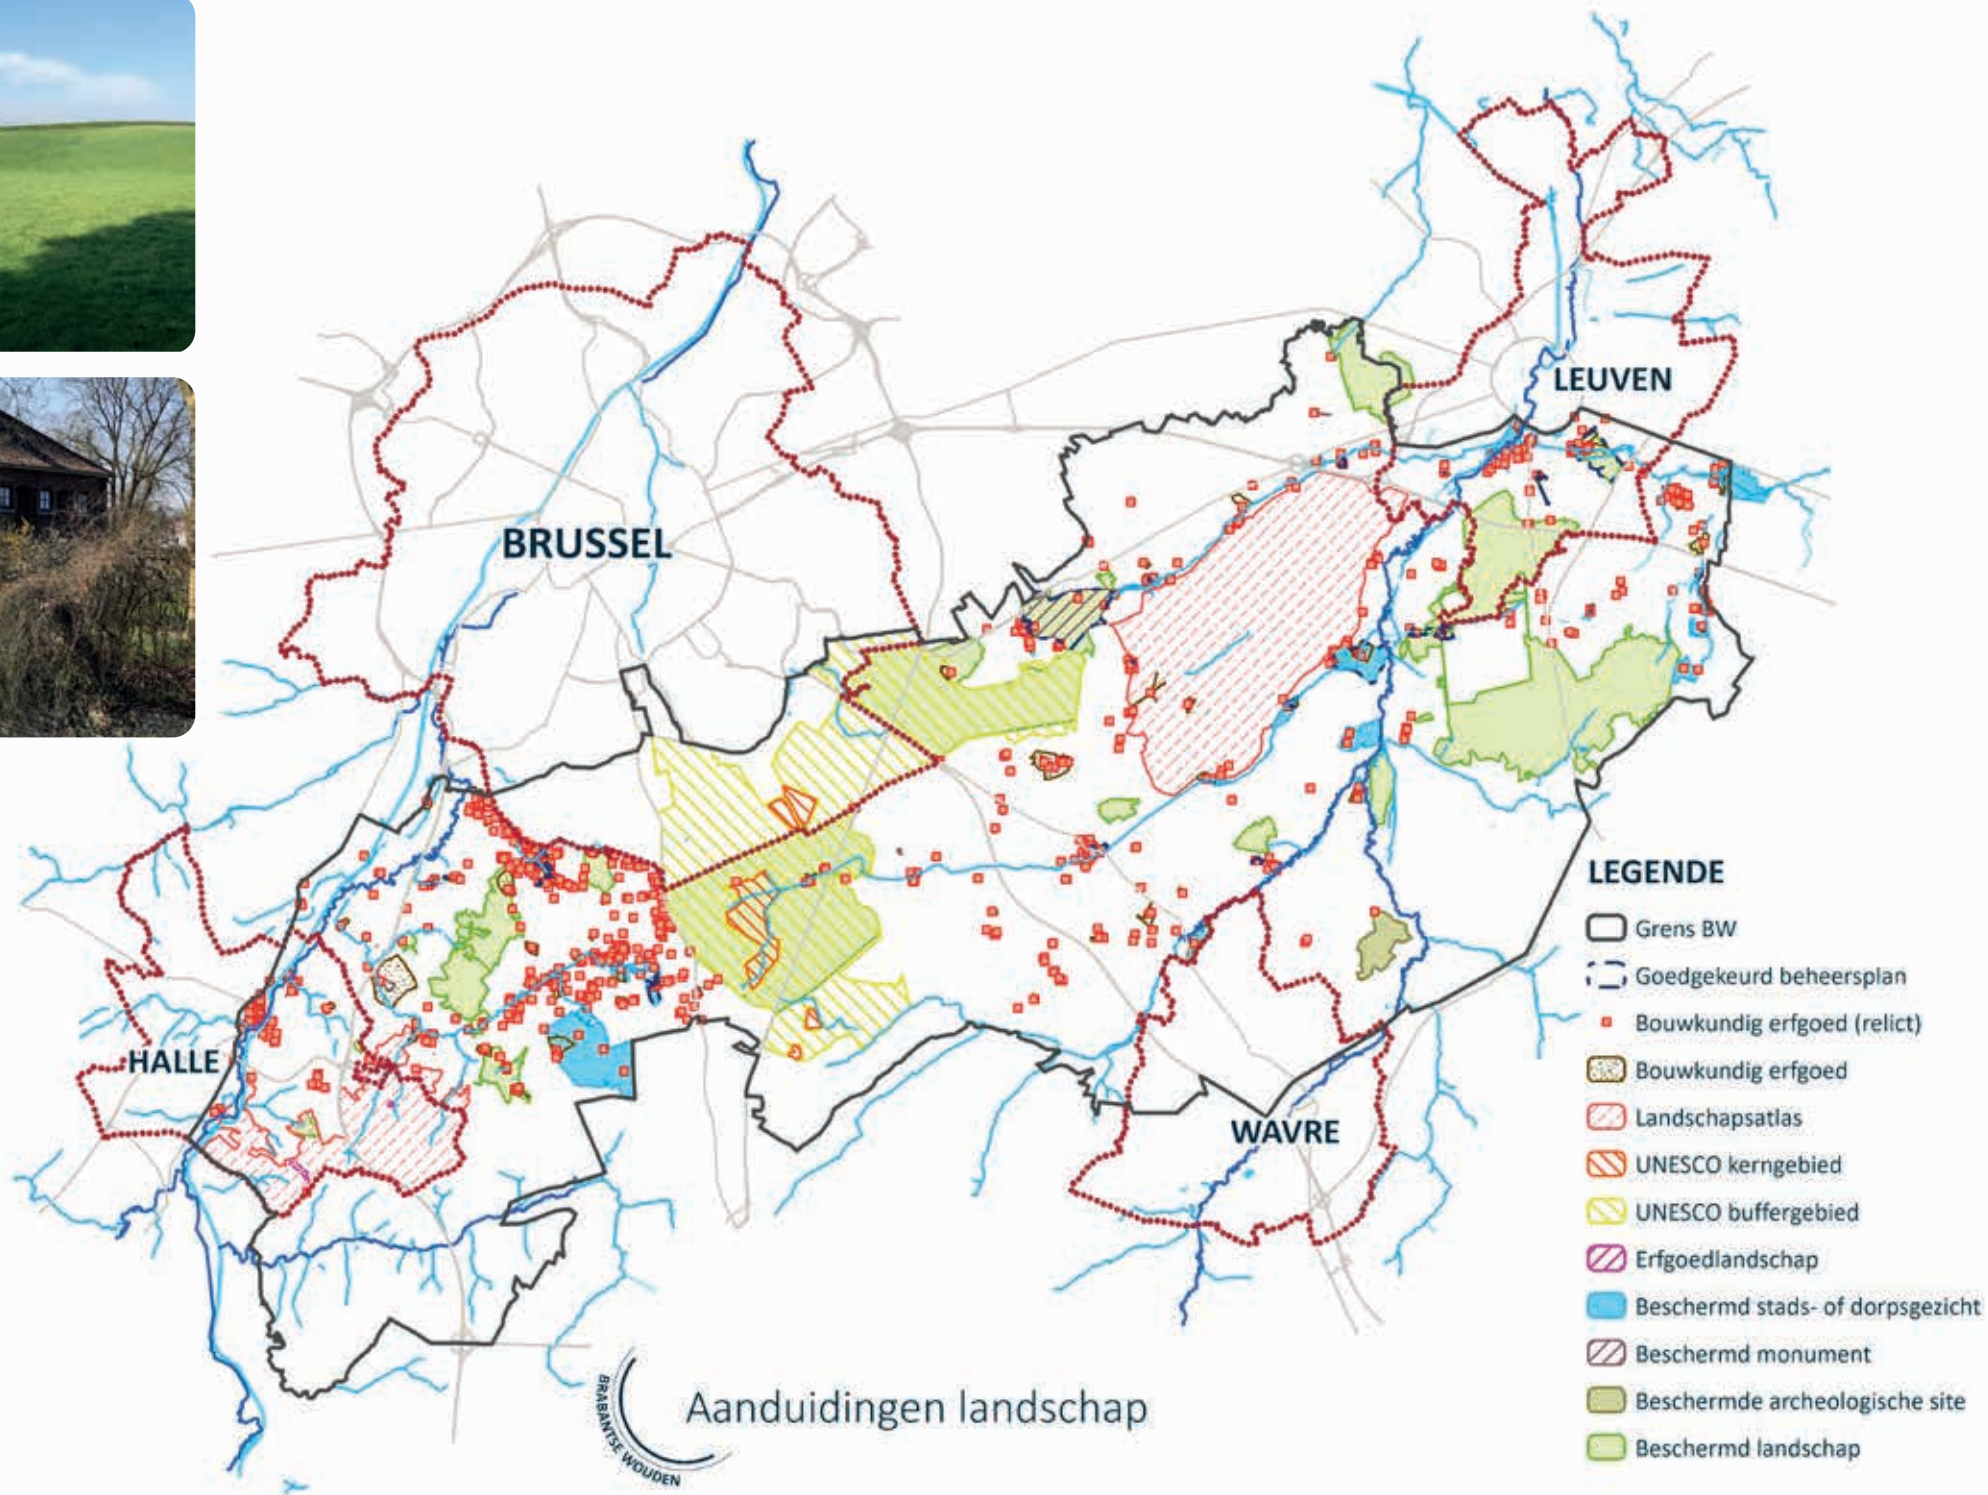 LEUVEN
BRUSSEL
HALLE
WAVRE
LEGENDE
Grens BW
Goedgekeurd beheersplan
Bouwkundig erfgoed (relict)
Bouwkundig erfgoed
Landschapsatlas
UNESCO kerngebied
UNESCO buffergebied
Erfgoedlandschap
Beschermd stads- of dorpsgezicht
Beschermd monument
Beschermde archeologische site
Beschermd landschap
BRABANTSE WOUDEN
Aanduidingen landschap